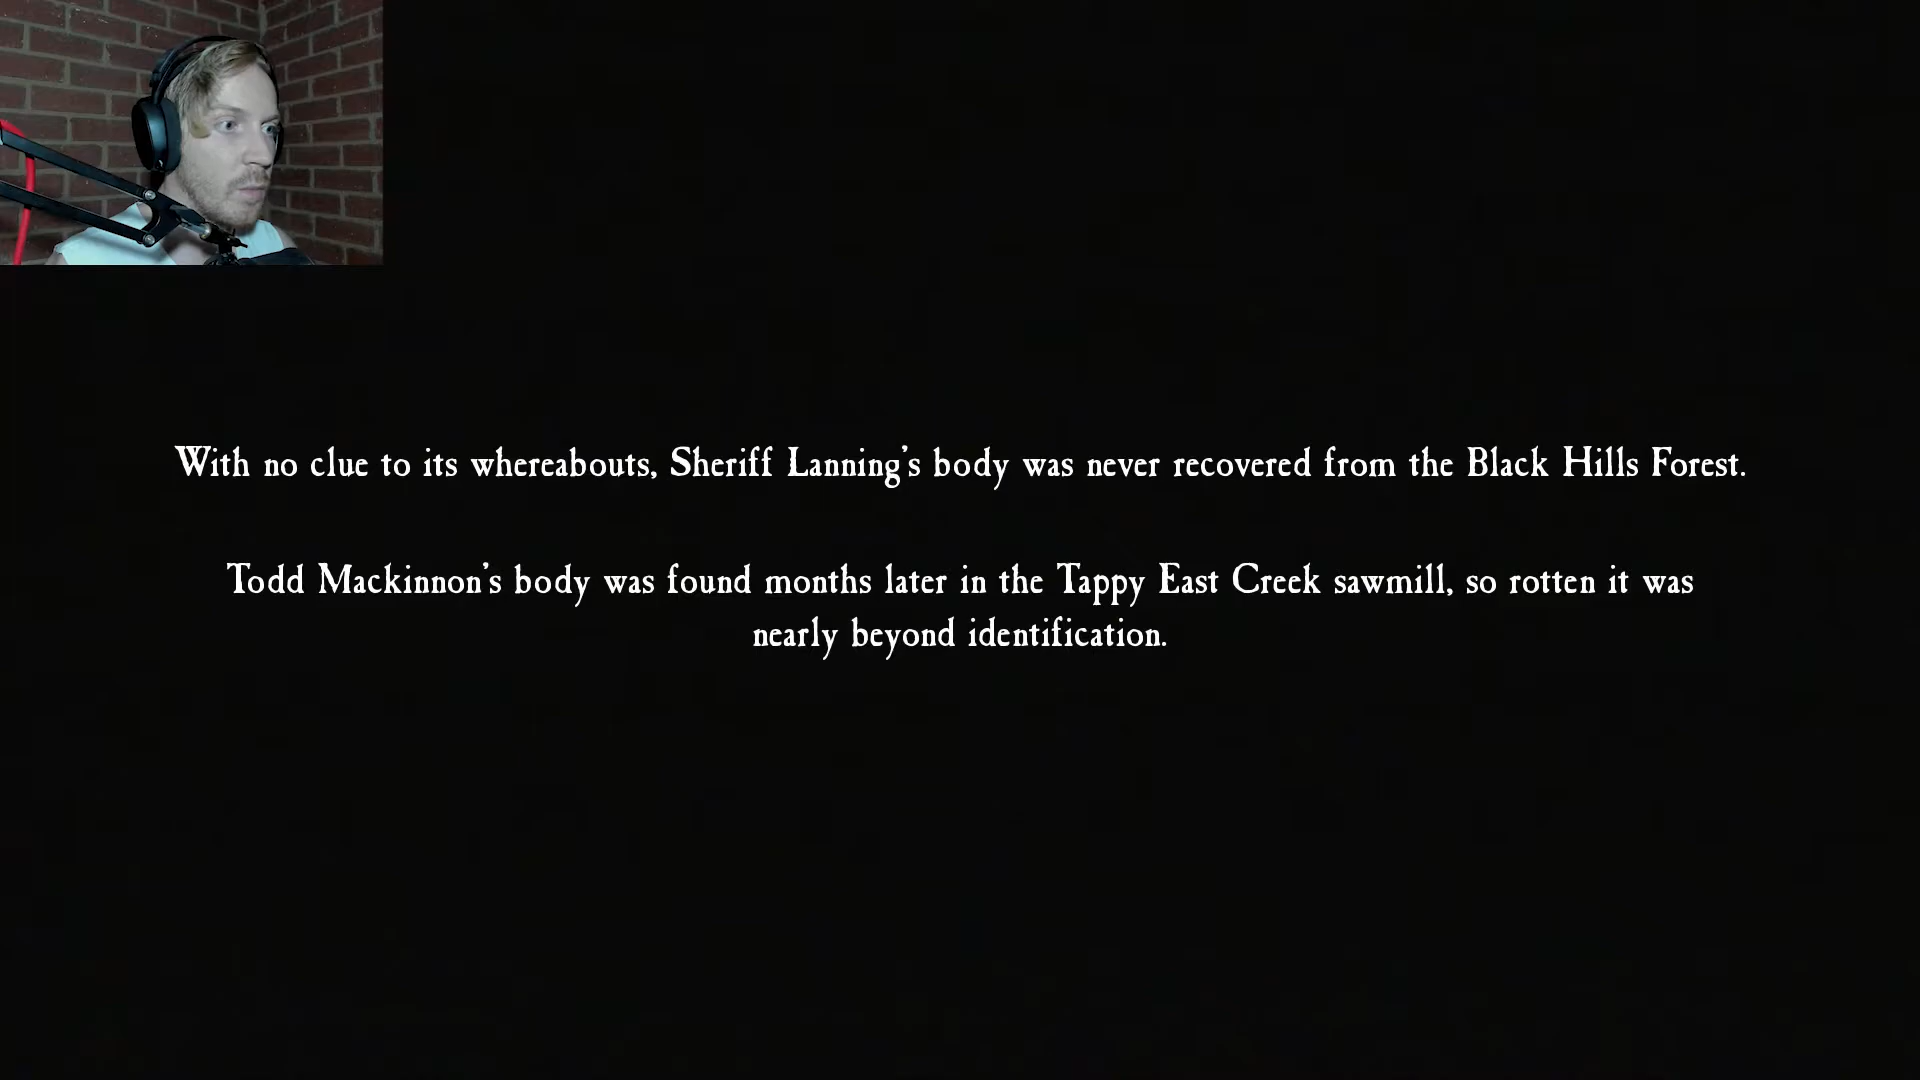 With no clue to its whereabouts, Sheriff Lanning's body was never recovered from the Black Hills Forest.
Todd Mackinnon's body was found months later in the Tappy East Creek sawmill, so rotten it was
nearly beyond identification.